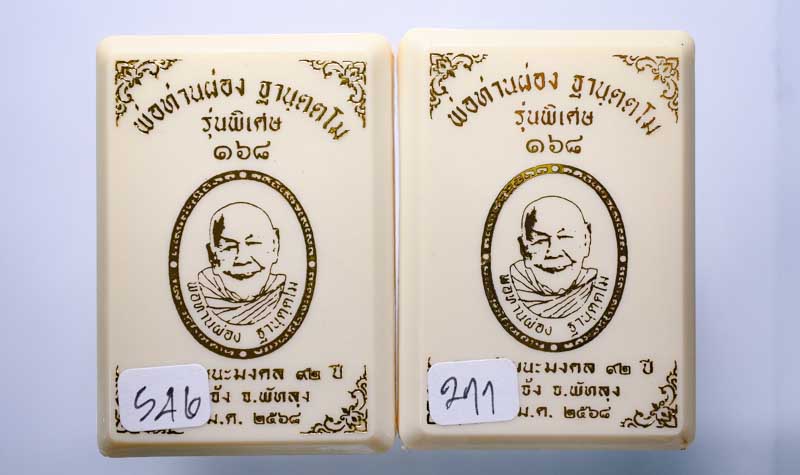 พ่อท่านผ่อง ฐานุตฺตโม
รุ่นพิเศษ
๑๖๘
พ่อท่านผ่อง ฐานุตฺตโม
นะมงคล ๙๒ ปี
จ.พัทลุง
ม.ค. ๒๕๖๘
546
พ่อท่านผ่อง ฐานุตฺตโม
รุ่นพิเศษ
๑๖๘
พ่อท่านผ่อง ฐานุตฺตโม
นะมงคล ๙๒ ปี
จ.พัทลุง
ม.ค. ๒๕๖๘